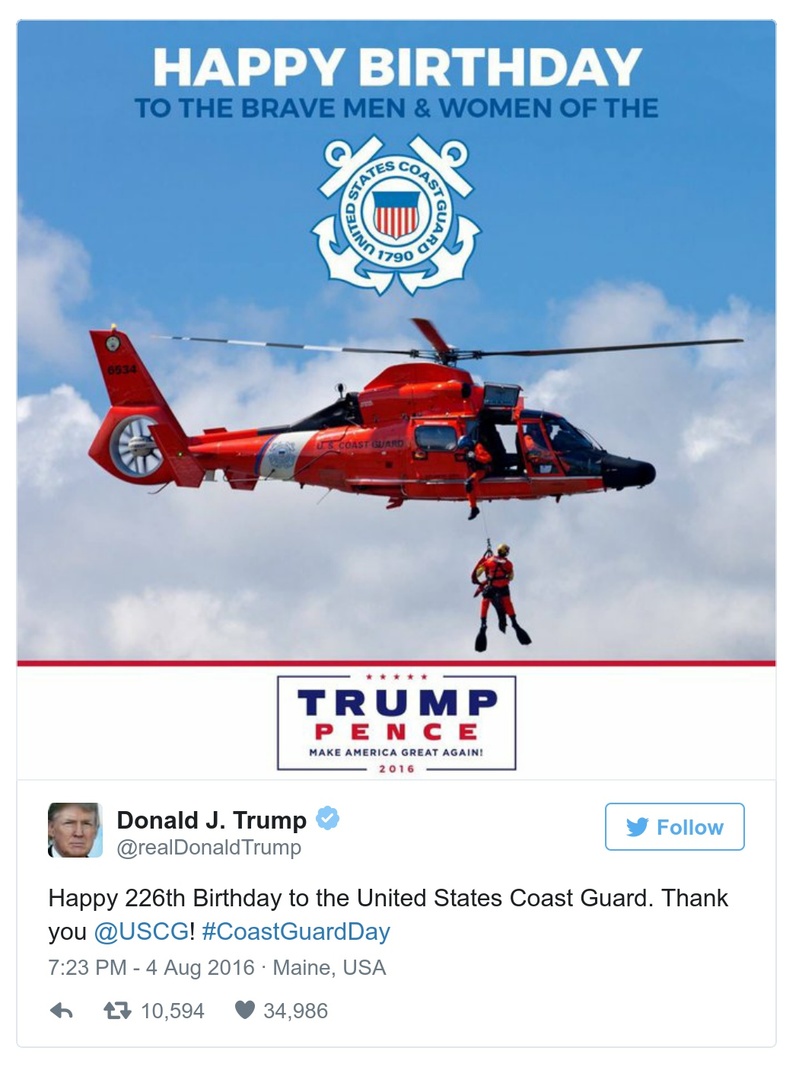 HAPPY BIRTHDAY
TO THE BRAVE MEN & WOMEN OF THE
UNITED STATES COAST GUARD
1790
6534
U.S. COAST GUARD
TRUMP
PENCE
MAKE AMERICA GREAT AGAIN!
2016
Donald J. Trump
@realDonaldTrump
Follow
Happy 226th Birthday to the United States Coast Guard. Thank
you @USCG! #CoastGuardDay
7:23 PM - 4 Aug 2016 · Maine, USA
10,594 34,986